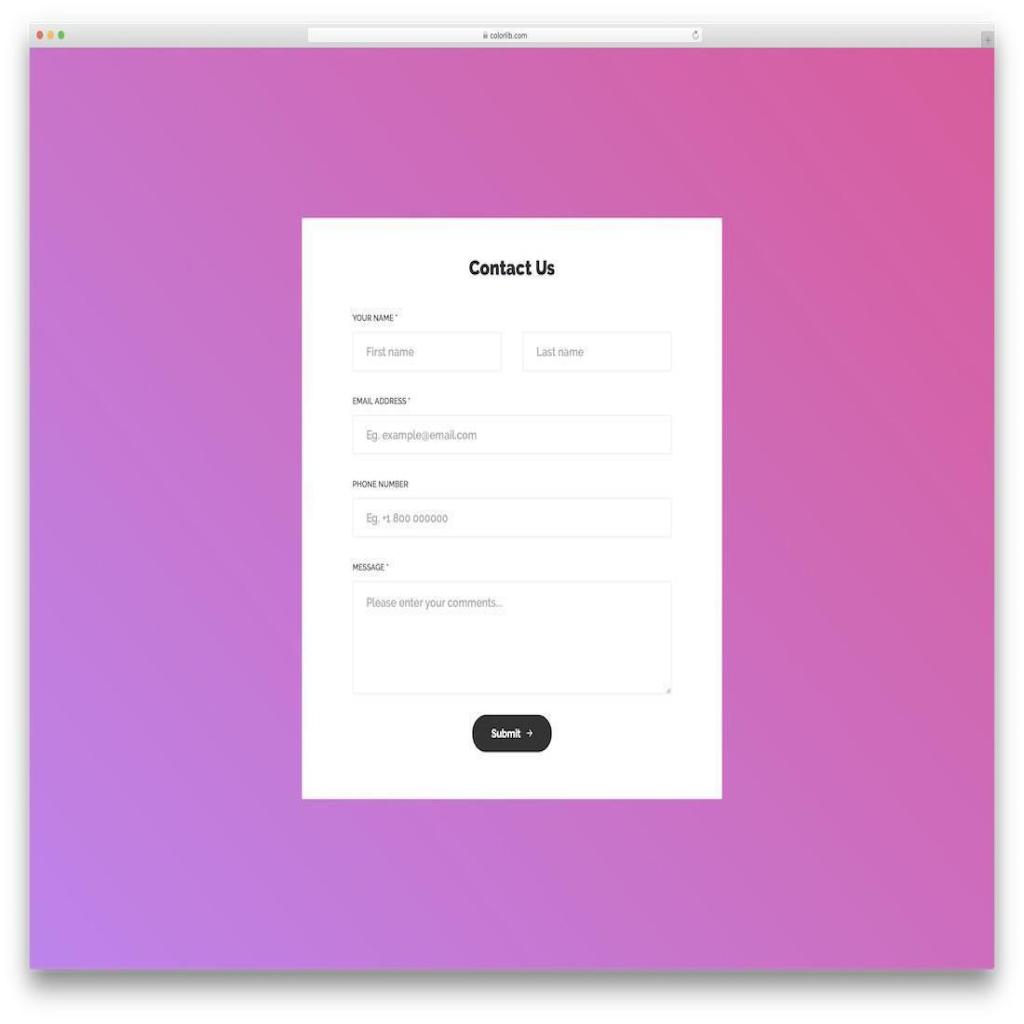 colorlib.com
Contact Us
YOUR NAME *
First name Last name
EMAIL ADDRESS *
Eg. example@email.com
PHONE NUMBER
Eg. +1 800 000000
MESSAGE *
Please enter your comments...
Submit →